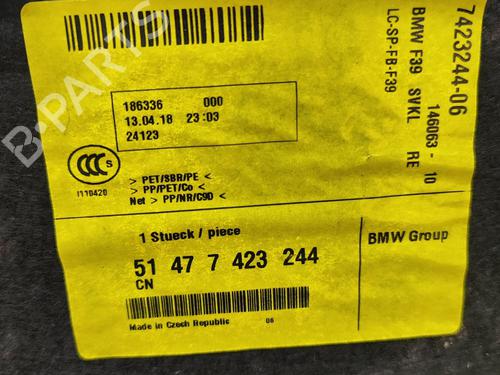 B-PARTS
7423244-06
146063 - 10
BMW F39 SVKL RE
LC-SP-FB-F39
186336 000
13.04.18 23:03
24123
CCC S
I110420
> PET/SBR/PE <
> PP/PET/Co <
Net > PP/NR/C9D <
1 Stueck / piece
BMW Group
51 47 7 423 244
CN
Made in Czech Republic 06